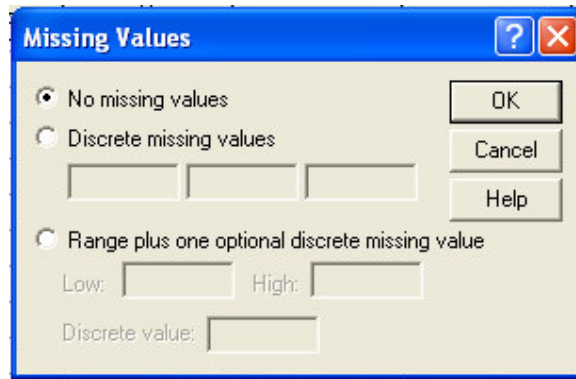 Missing Values
No missing values
OK
Discrete missing values
Cancel
Help
Range plus one optional discrete missing value
Low: High:
Discrete value: